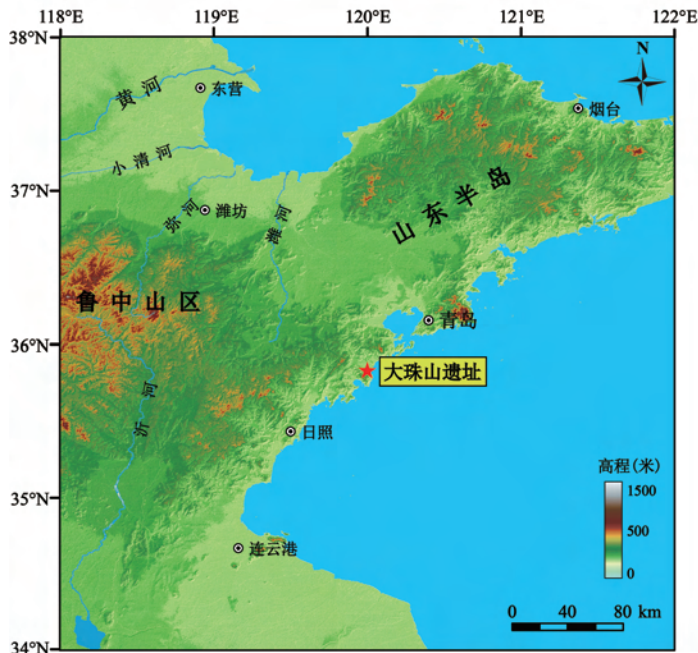 118°E
119°E
120°E
121°E
122°E
38°N
37°N
36°N
35°N
34°N
N
黄河
东营
烟台
小清河
潍坊
弥河
潍河
山东半岛
鲁中山区
青岛
大珠山遗址
沂河
日照
连云港
高程(米)
1500
500
0
0 40 80 km